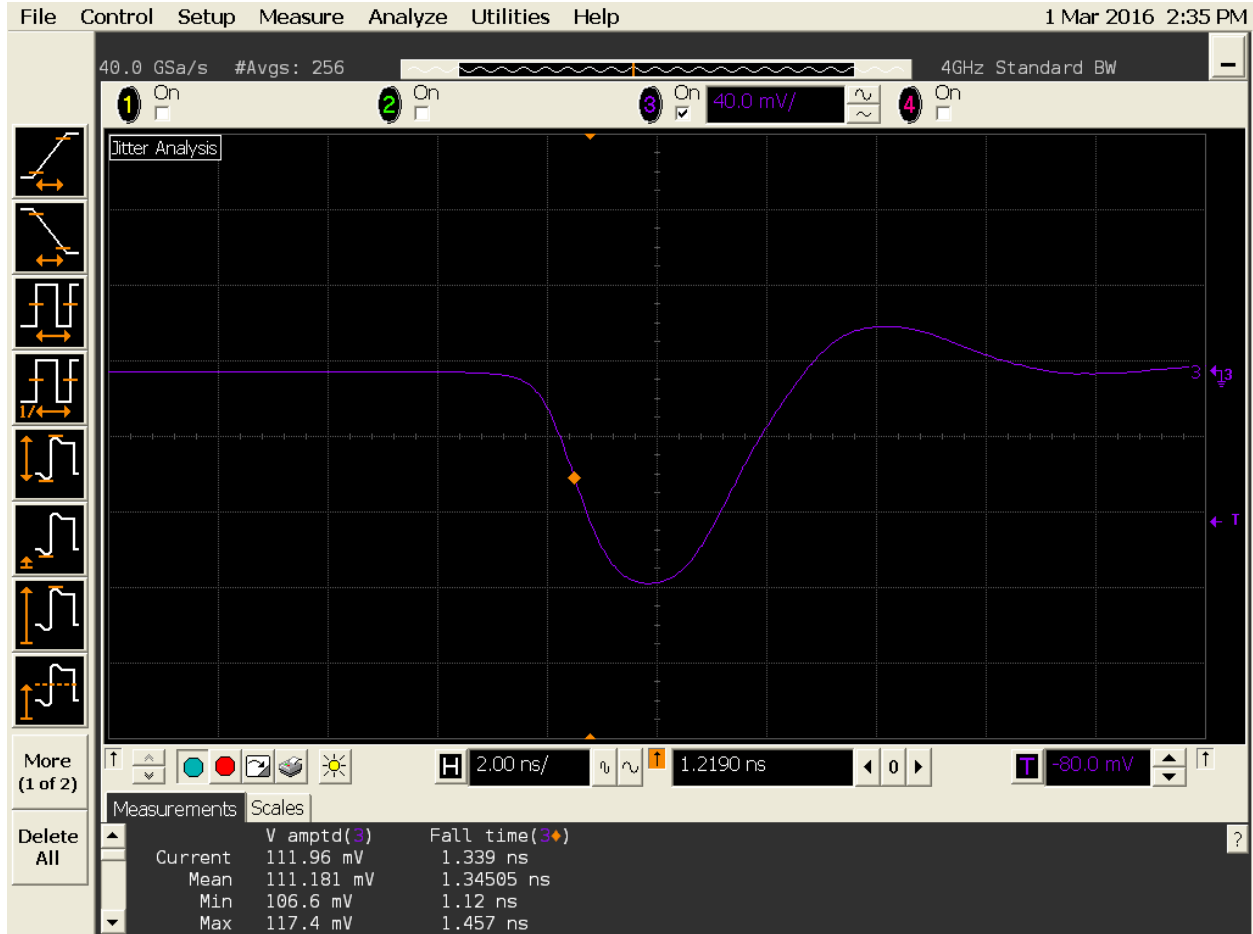 File Control Setup Measure Analyze Utilities Help 1 Mar 2016 2:35 PM
40.0 GSa/s #Avgs: 256 4GHz Standard BW
1 On 2 On 3 On 40.0 mV/ 4 On
Jitter Analysis
1/
3 3
T
More
(1 of 2)
Delete
All
H 2.00 ns/ 1.2190 ns 0 T -80.0 mV
Measurements Scales
V amptd(3) Fall time(3◆) ?
Current 111.96 mV 1.339 ns
Mean 111.181 mV 1.34505 ns
Min 106.6 mV 1.12 ns
Max 117.4 mV 1.457 ns